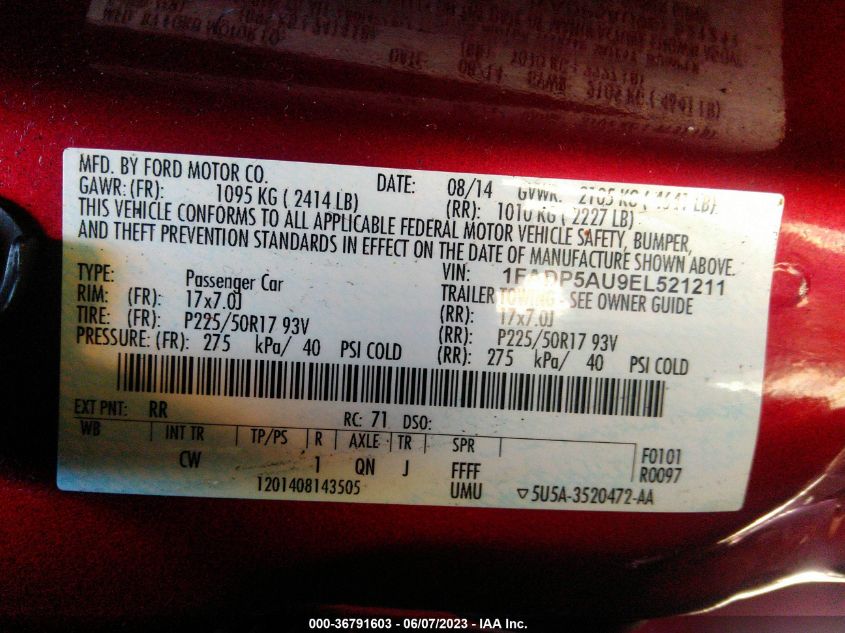 MFD. BY FORD MOTOR CO. DATE: 08/14 GVWR: 2105 KG ( 4641 LB)
GAWR: (FR): 1095 KG ( 2414 LB) (RR): 1010 KG ( 2227 LB)
THIS VEHICLE CONFORMS TO ALL APPLICABLE FEDERAL MOTOR VEHICLE SAFETY, BUMPER,
AND THEFT PREVENTION STANDARDS IN EFFECT ON THE DATE OF MANUFACTURE SHOWN ABOVE.
VIN: 1FADP5AU9EL521211
TYPE: Passenger Car TRAILER TOWING - SEE OWNER GUIDE
RIM: (FR): 17x7.0J (RR): 17x7.0J
TIRE: (FR): P225/50R17 93V (RR): P225/50R17 93V
PRESSURE: (FR): 275 kPa/ 40 PSI COLD (RR): 275 kPa/ 40 PSI COLD
EXT PNT: RR RC: 71 DSO:
WB INT TR TP/PS R AXLE TR SPR F0101
CW 1 QN J FFFF R0097
1201408143505 UMU ▽5U5A-3520472-AA
000-36791603 - 06/07/2023 - IAA Inc.